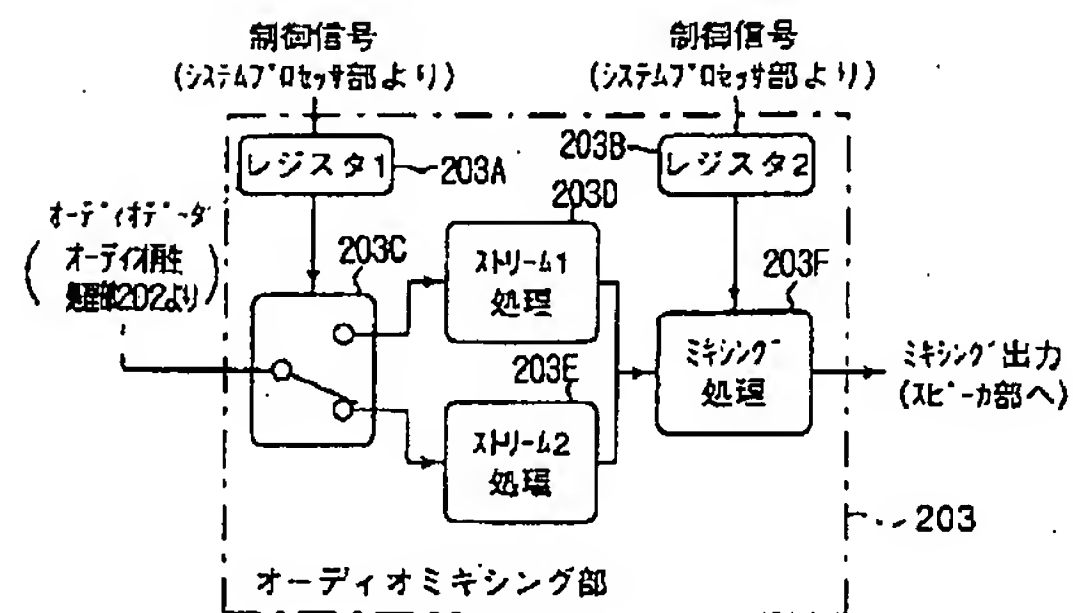 制御信号
(システムプロセッサ部より)
制御信号
(システムプロセッサ部より)
レジスタ1
203A
203B
レジスタ2
オーディオデータ
(オーディオ再生
処理部202より)
203C
203D
ストリーム1
処理
203E
ストリーム2
処理
203F
ミキシング
処理
ミキシング出力
(スピーカ部へ)
203
オーディオミキシング部